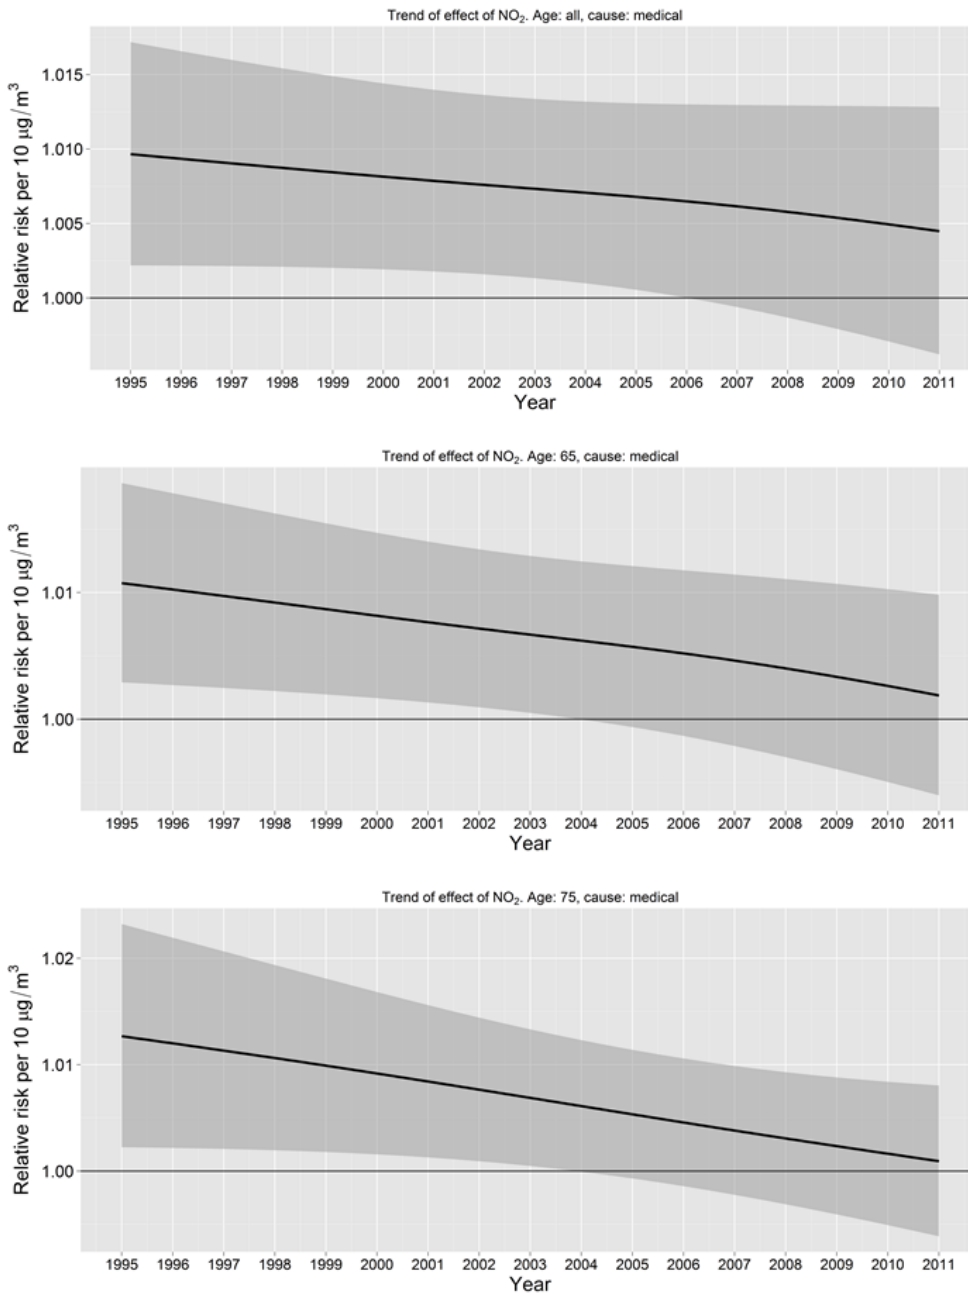 Trend of effect of NO₂. Age: all, cause: medical
Relative risk per 10 μg/m³
1.015
1.010
1.005
1.000
1995 1996 1997 1998 1999 2000 2001 2002 2003 2004 2005 2006 2007 2008 2009 2010 2011
Year
Trend of effect of NO₂. Age: 65, cause: medical
Relative risk per 10 μg/m³
1.01
1.00
1995 1996 1997 1998 1999 2000 2001 2002 2003 2004 2005 2006 2007 2008 2009 2010 2011
Year
Trend of effect of NO₂. Age: 75, cause: medical
Relative risk per 10 μg/m³
1.02
1.01
1.00
1995 1996 1997 1998 1999 2000 2001 2002 2003 2004 2005 2006 2007 2008 2009 2010 2011
Year